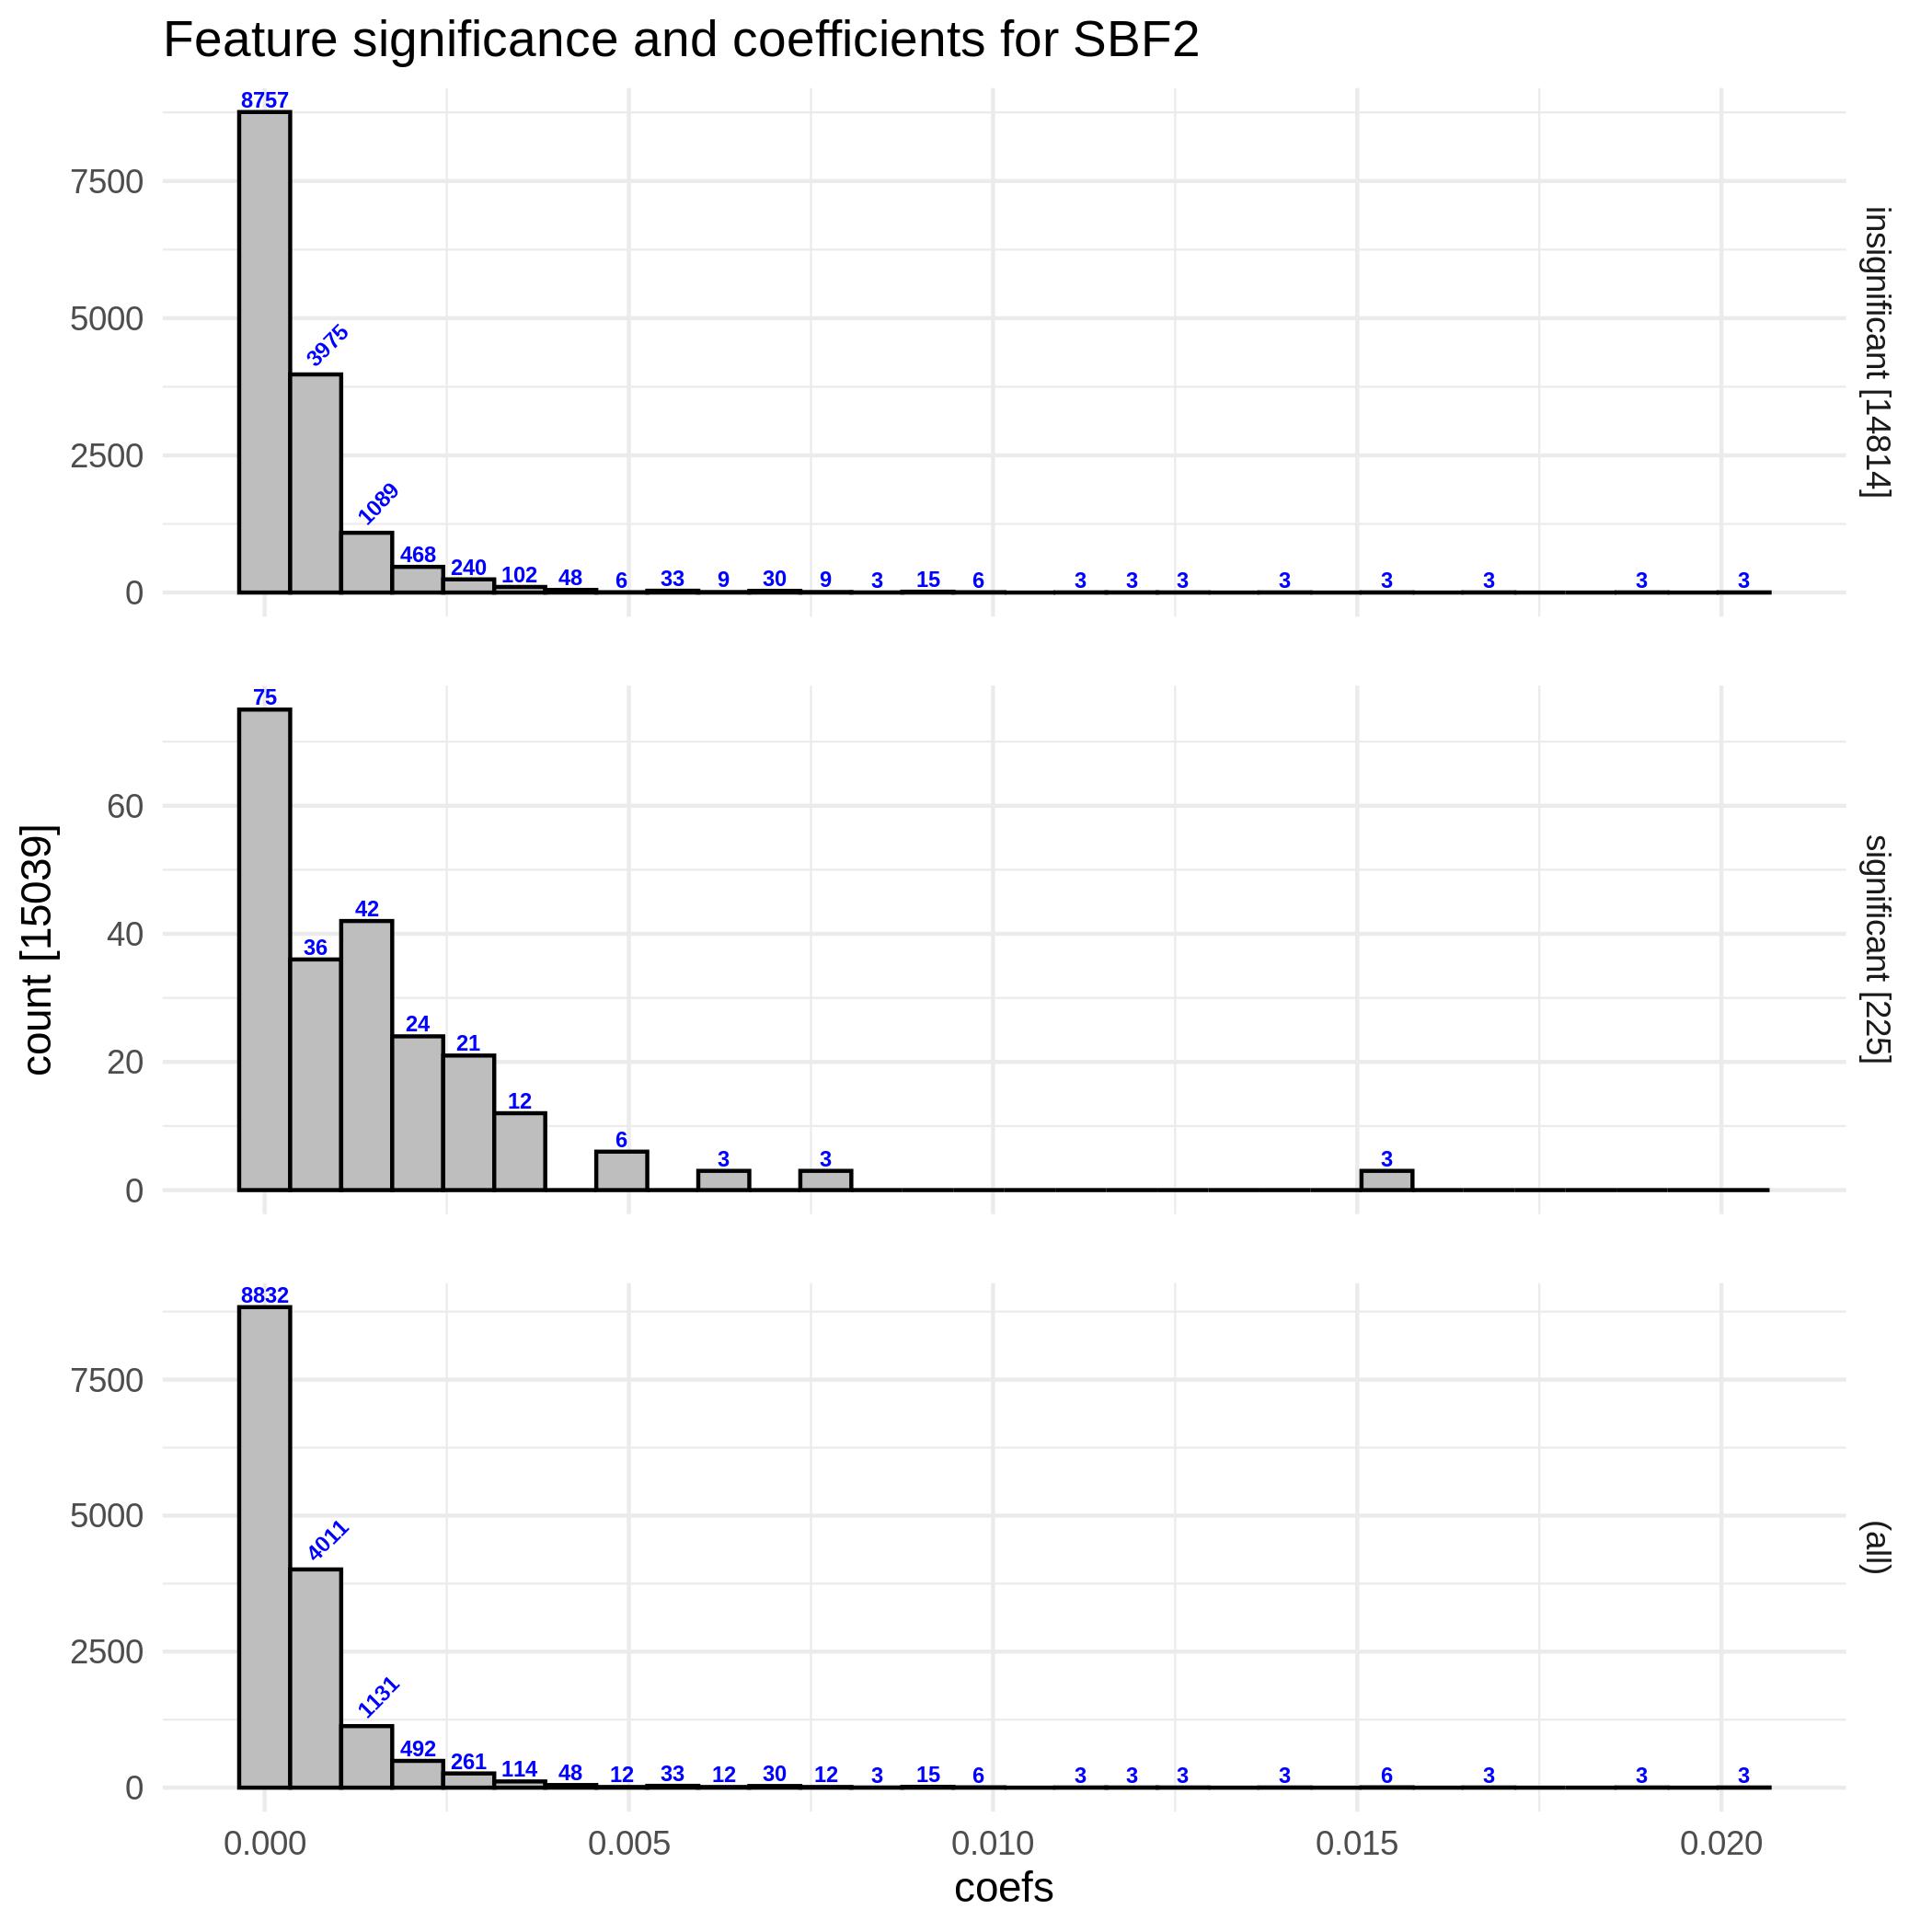 Feature significance and coefficients for SBF2
8757
7500
5000
3975
2500
1089
468 240 102 48 6 33 9 30 9 3 15 6 3 3 3 3 3 3 3 3
0
insignificant [14814]
75
60
42
40
36
24
21
20
12
6
3 3 3
0
significant [225]
count [15039]
8832
7500
5000
4011
2500
1131
492 261 114 48 12 33 12 30 12 3 15 6 3 3 3 3 6 3 3 3
0
(all)
0.000 0.005 0.010 0.015 0.020
coefs